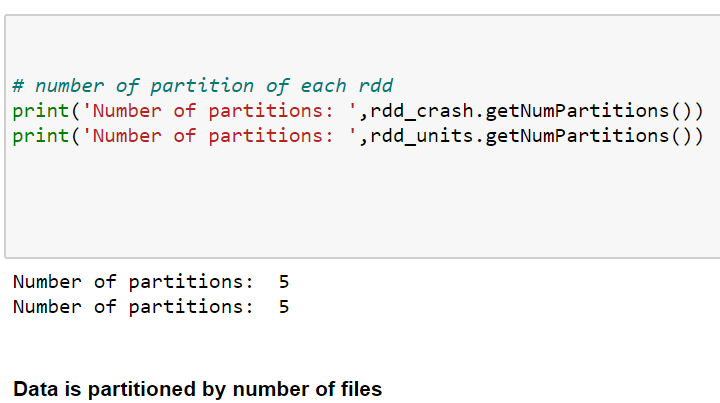 # number of partition of each rdd
print('Number of partitions: ',rdd_crash.getNumPartitions())
print('Number of partitions: ',rdd_units.getNumPartitions())
Number of partitions:  5
Number of partitions:  5
Data is partitioned by number of files